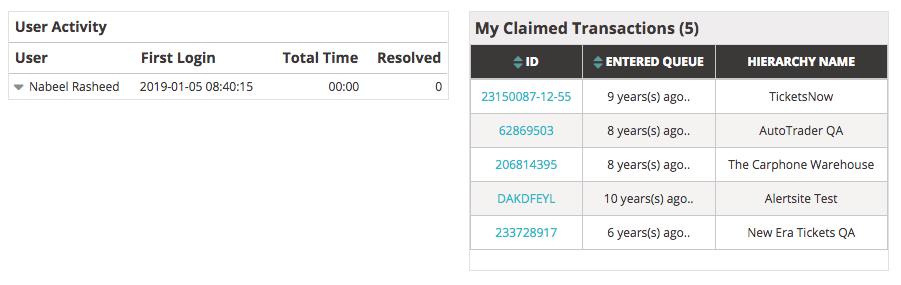 User Activity
User First Login Total Time Resolved
Nabeel Rasheed 2019-01-05 08:40:15 00:00 0
My Claimed Transactions (5)
ID ENTERED QUEUE HIERARCHY NAME
23150087-12-55 9 years(s) ago.. TicketsNow
62869503 8 years(s) ago.. AutoTrader QA
206814395 8 years(s) ago.. The Carphone Warehouse
DAKDFEYL 10 years(s) ago.. Alertsite Test
233728917 6 years(s) ago.. New Era Tickets QA